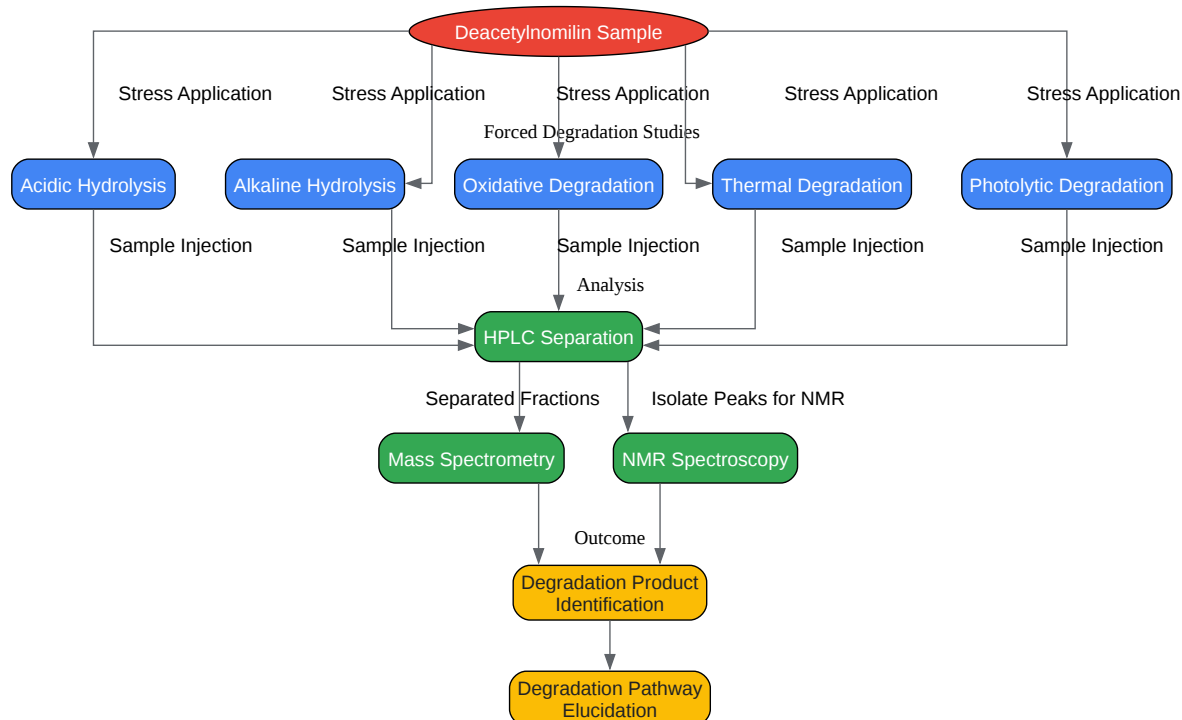 Deacetylnomilin Sample
Stress Application
Stress Application
Stress Application
Stress Application
Stress Application
Forced Degradation Studies
Acidic Hydrolysis
Alkaline Hydrolysis
Oxidative Degradation
Thermal Degradation
Photolytic Degradation
Sample Injection
Sample Injection
Sample Injection
Sample Injection
Sample Injection
Analysis
HPLC Separation
Separated Fractions
Isolate Peaks for NMR
Mass Spectrometry
NMR Spectroscopy
Outcome
Degradation Product
Identification
Degradation Pathway
Elucidation